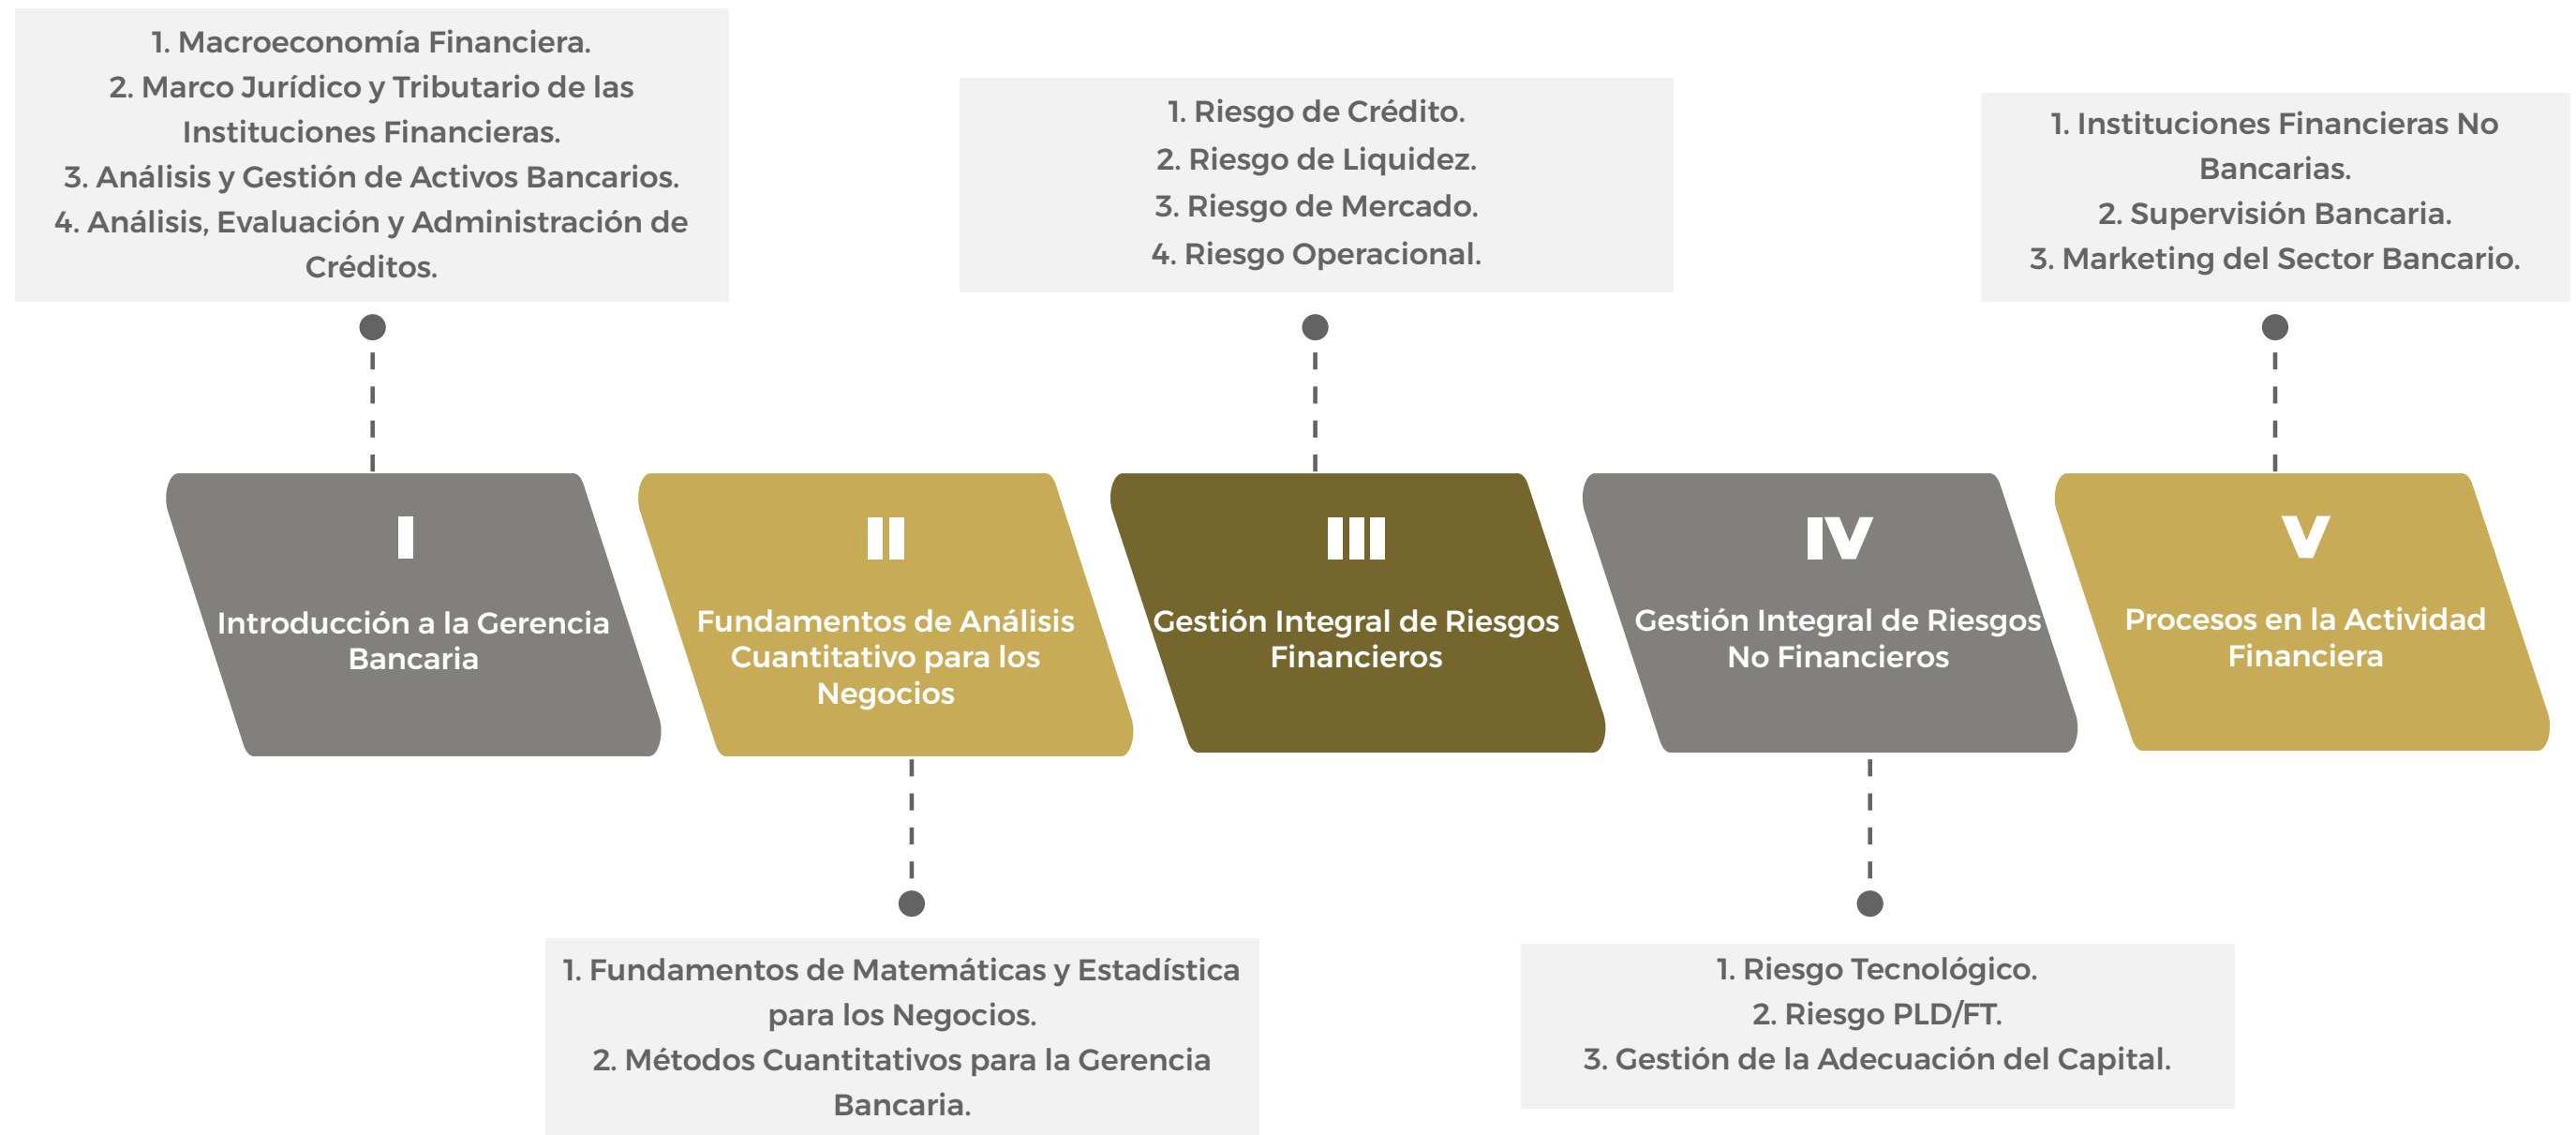 1. Macroeconomía Financiera.
2. Marco Jurídico y Tributario de las
Instituciones Financieras.
3. Análisis y Gestión de Activos Bancarios.
4. Análisis, Evaluación y Administración de
Créditos.
1. Riesgo de Crédito.
2. Riesgo de Liquidez.
3. Riesgo de Mercado.
4. Riesgo Operacional.
1. Instituciones Financieras No
Bancarias.
2. Supervisión Bancaria.
3. Marketing del Sector Bancario.
I
Introducción a la Gerencia
Bancaria
II
Fundamentos de Análisis
Cuantitativo para los
Negocios
III
Gestión Integral de Riesgos
Financieros
IV
Gestión Integral de Riesgos
No Financieros
V
Procesos en la Actividad
Financiera
1. Fundamentos de Matemáticas y Estadística
para los Negocios.
2. Métodos Cuantitativos para la Gerencia
Bancaria.
1. Riesgo Tecnológico.
2. Riesgo PLD/FT.
3. Gestión de la Adecuación del Capital.